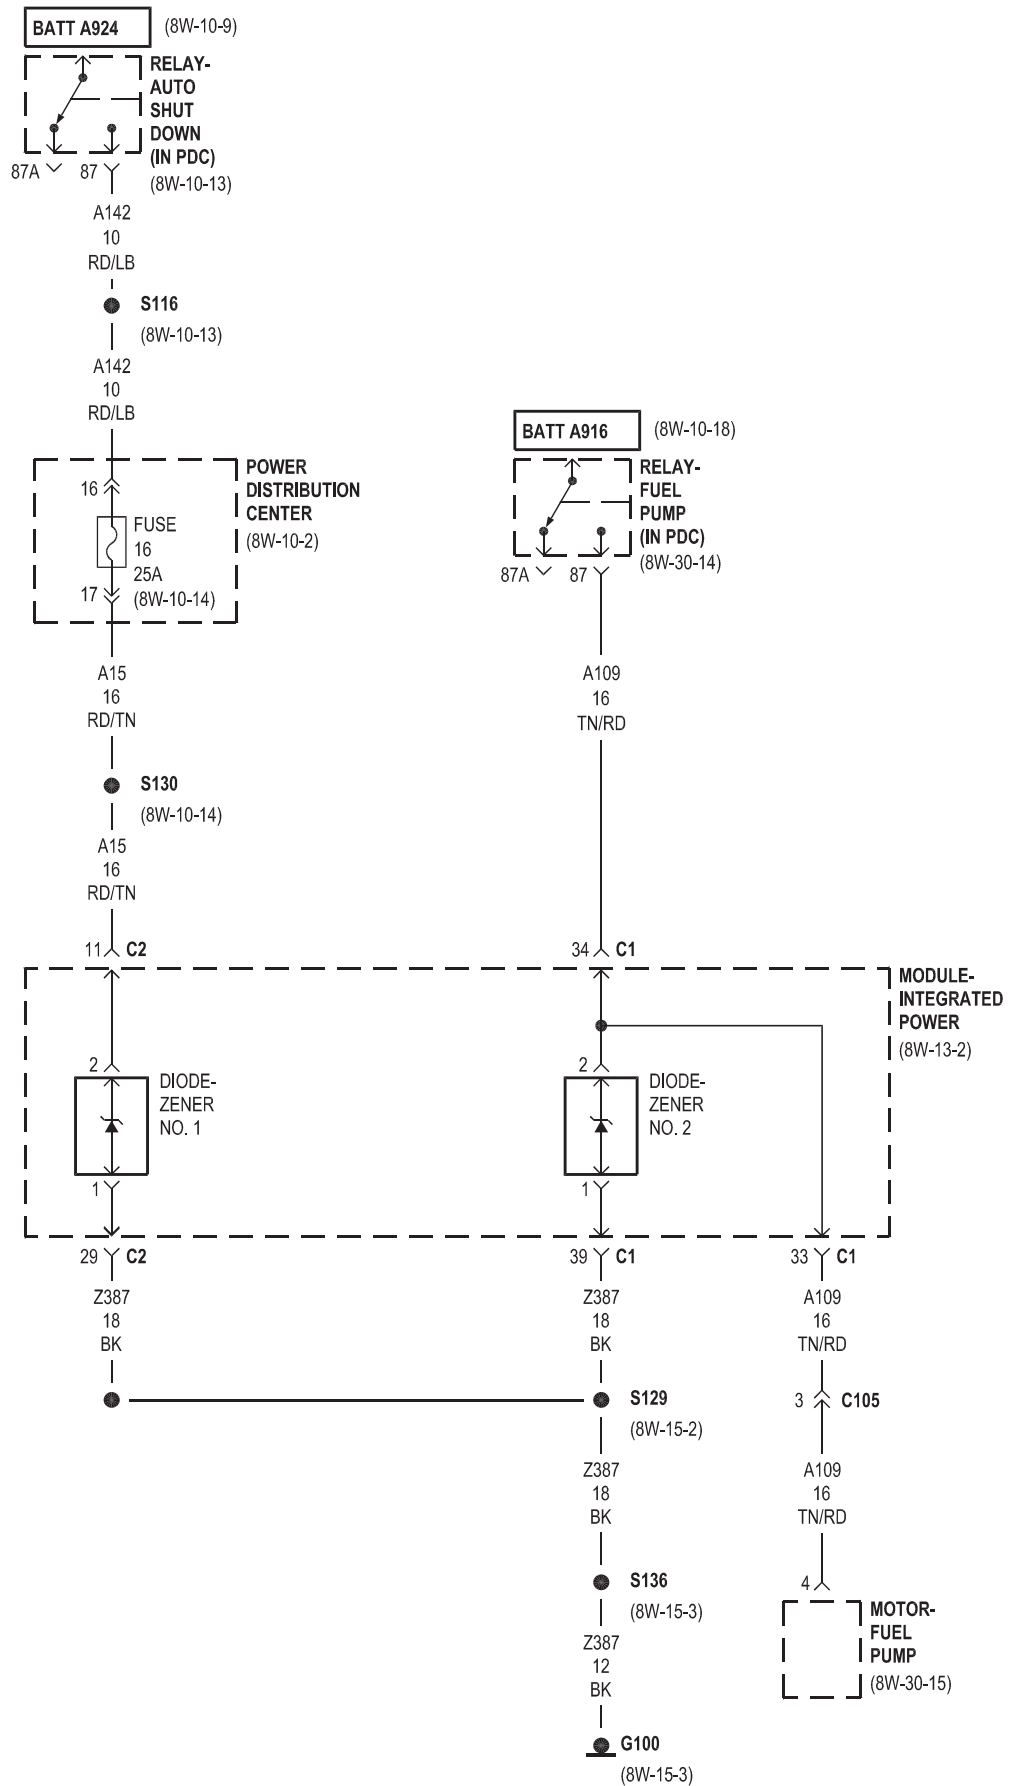 BATT A924 (8W-10-9)
RELAY-
AUTO
SHUT
DOWN
(IN PDC)
(8W-10-13)
87A 87
A142
10
RD/LB
S116
(8W-10-13)
A142
10
RD/LB
16
FUSE
16
25A
(8W-10-14)
17
POWER
DISTRIBUTION
CENTER
(8W-10-2)
A15
16
RD/TN
S130
(8W-10-14)
A15
16
RD/TN
11 C2
BATT A916 (8W-10-18)
RELAY-
FUEL
PUMP
(IN PDC)
(8W-30-14)
87A 87
A109
16
TN/RD
34 C1
MODULE-
INTEGRATED
POWER
(8W-13-2)
2
DIODE-
ZENER
NO. 1
1
2
DIODE-
ZENER
NO. 2
1
29 C2
Z387
18
BK
39 C1
Z387
18
BK
33 C1
A109
16
TN/RD
S129
(8W-15-2)
3 C105
Z387
18
BK
A109
16
TN/RD
S136
(8W-15-3)
4
MOTOR-
FUEL
PUMP
(8W-30-15)
Z387
12
BK
G100
(8W-15-3)